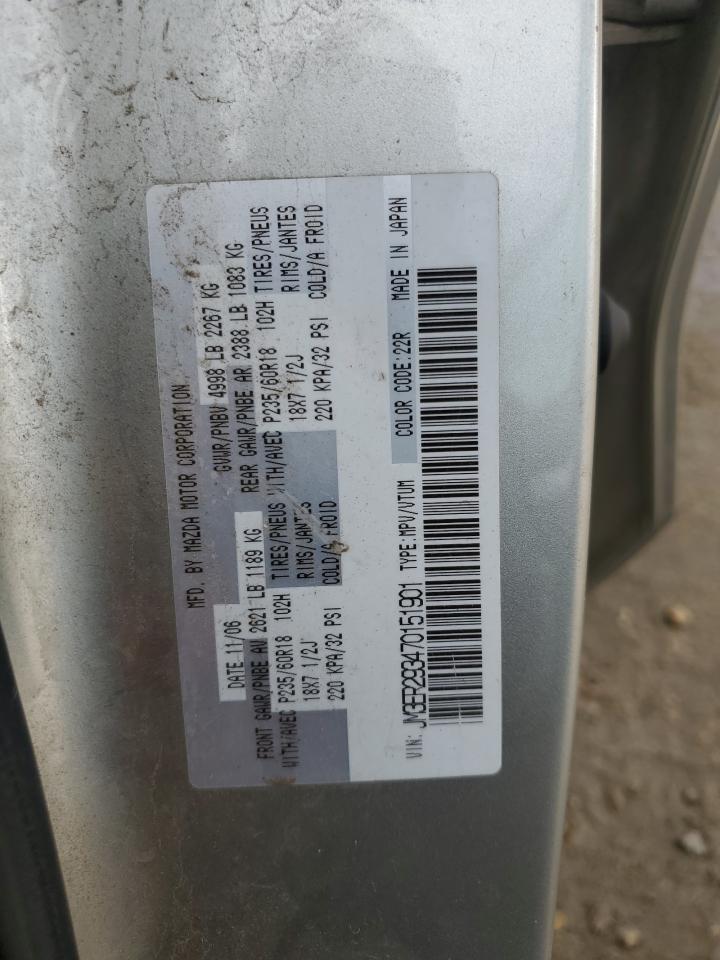 MFD. BY MAZDA MOTOR CORPORATION
DATE:11/06 GVWR/PNBV 4998 LB 2267 KG
FRONT GAWR/PNBE AV 2621 LB 1189 KG REAR GAWR/PNBE AR 2388 LB 1083 KG
WITH/AVEC P235/60R18 102H TIRES/PNEUS WITH/AVEC P235/60R18 102H TIRES/PNEUS
18X7 1/2J RIMS/JANTES 18X7 1/2J RIMS/JANTES
220 KPA/32 PSI COLD/A FROID 220 KPA/32 PSI COLD/A FROID
VIN: JM3ER293470151901 TYPE:MPV/VTUM COLOR CODE:22R MADE IN JAPAN